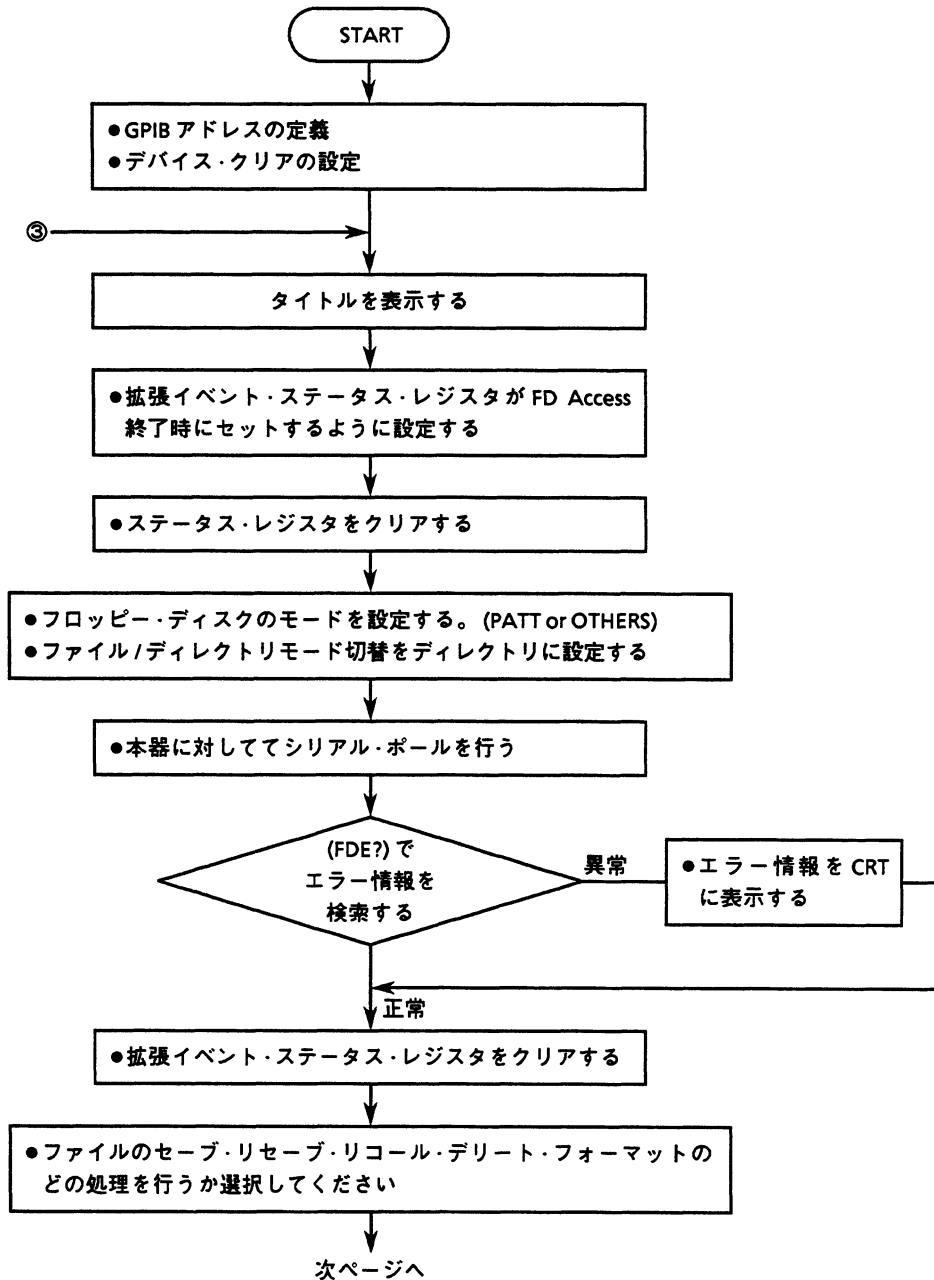 START
●GPIB アドレスの定義
●デバイス・クリアの設定
③
タイトルを表示する
●拡張イベント・ステータス・レジスタが FD Access
終了時にセットするように設定する
●ステータス・レジスタをクリアする
●フロッピー・ディスクのモードを設定する。(PATT or OTHERS)
●ファイル/ディレクトリモード切替をディレクトリに設定する
●本器に対しててシリアル・ポールを行う
(FDE?) で
エラー情報を
検索する
異常
●エラー情報を CRT
に表示する
正常
●拡張イベント・ステータス・レジスタをクリアする
●ファイルのセーブ・リセーブ・リコール・デリート・フォーマットの
どの処理を行うか選択してください
次ページへ